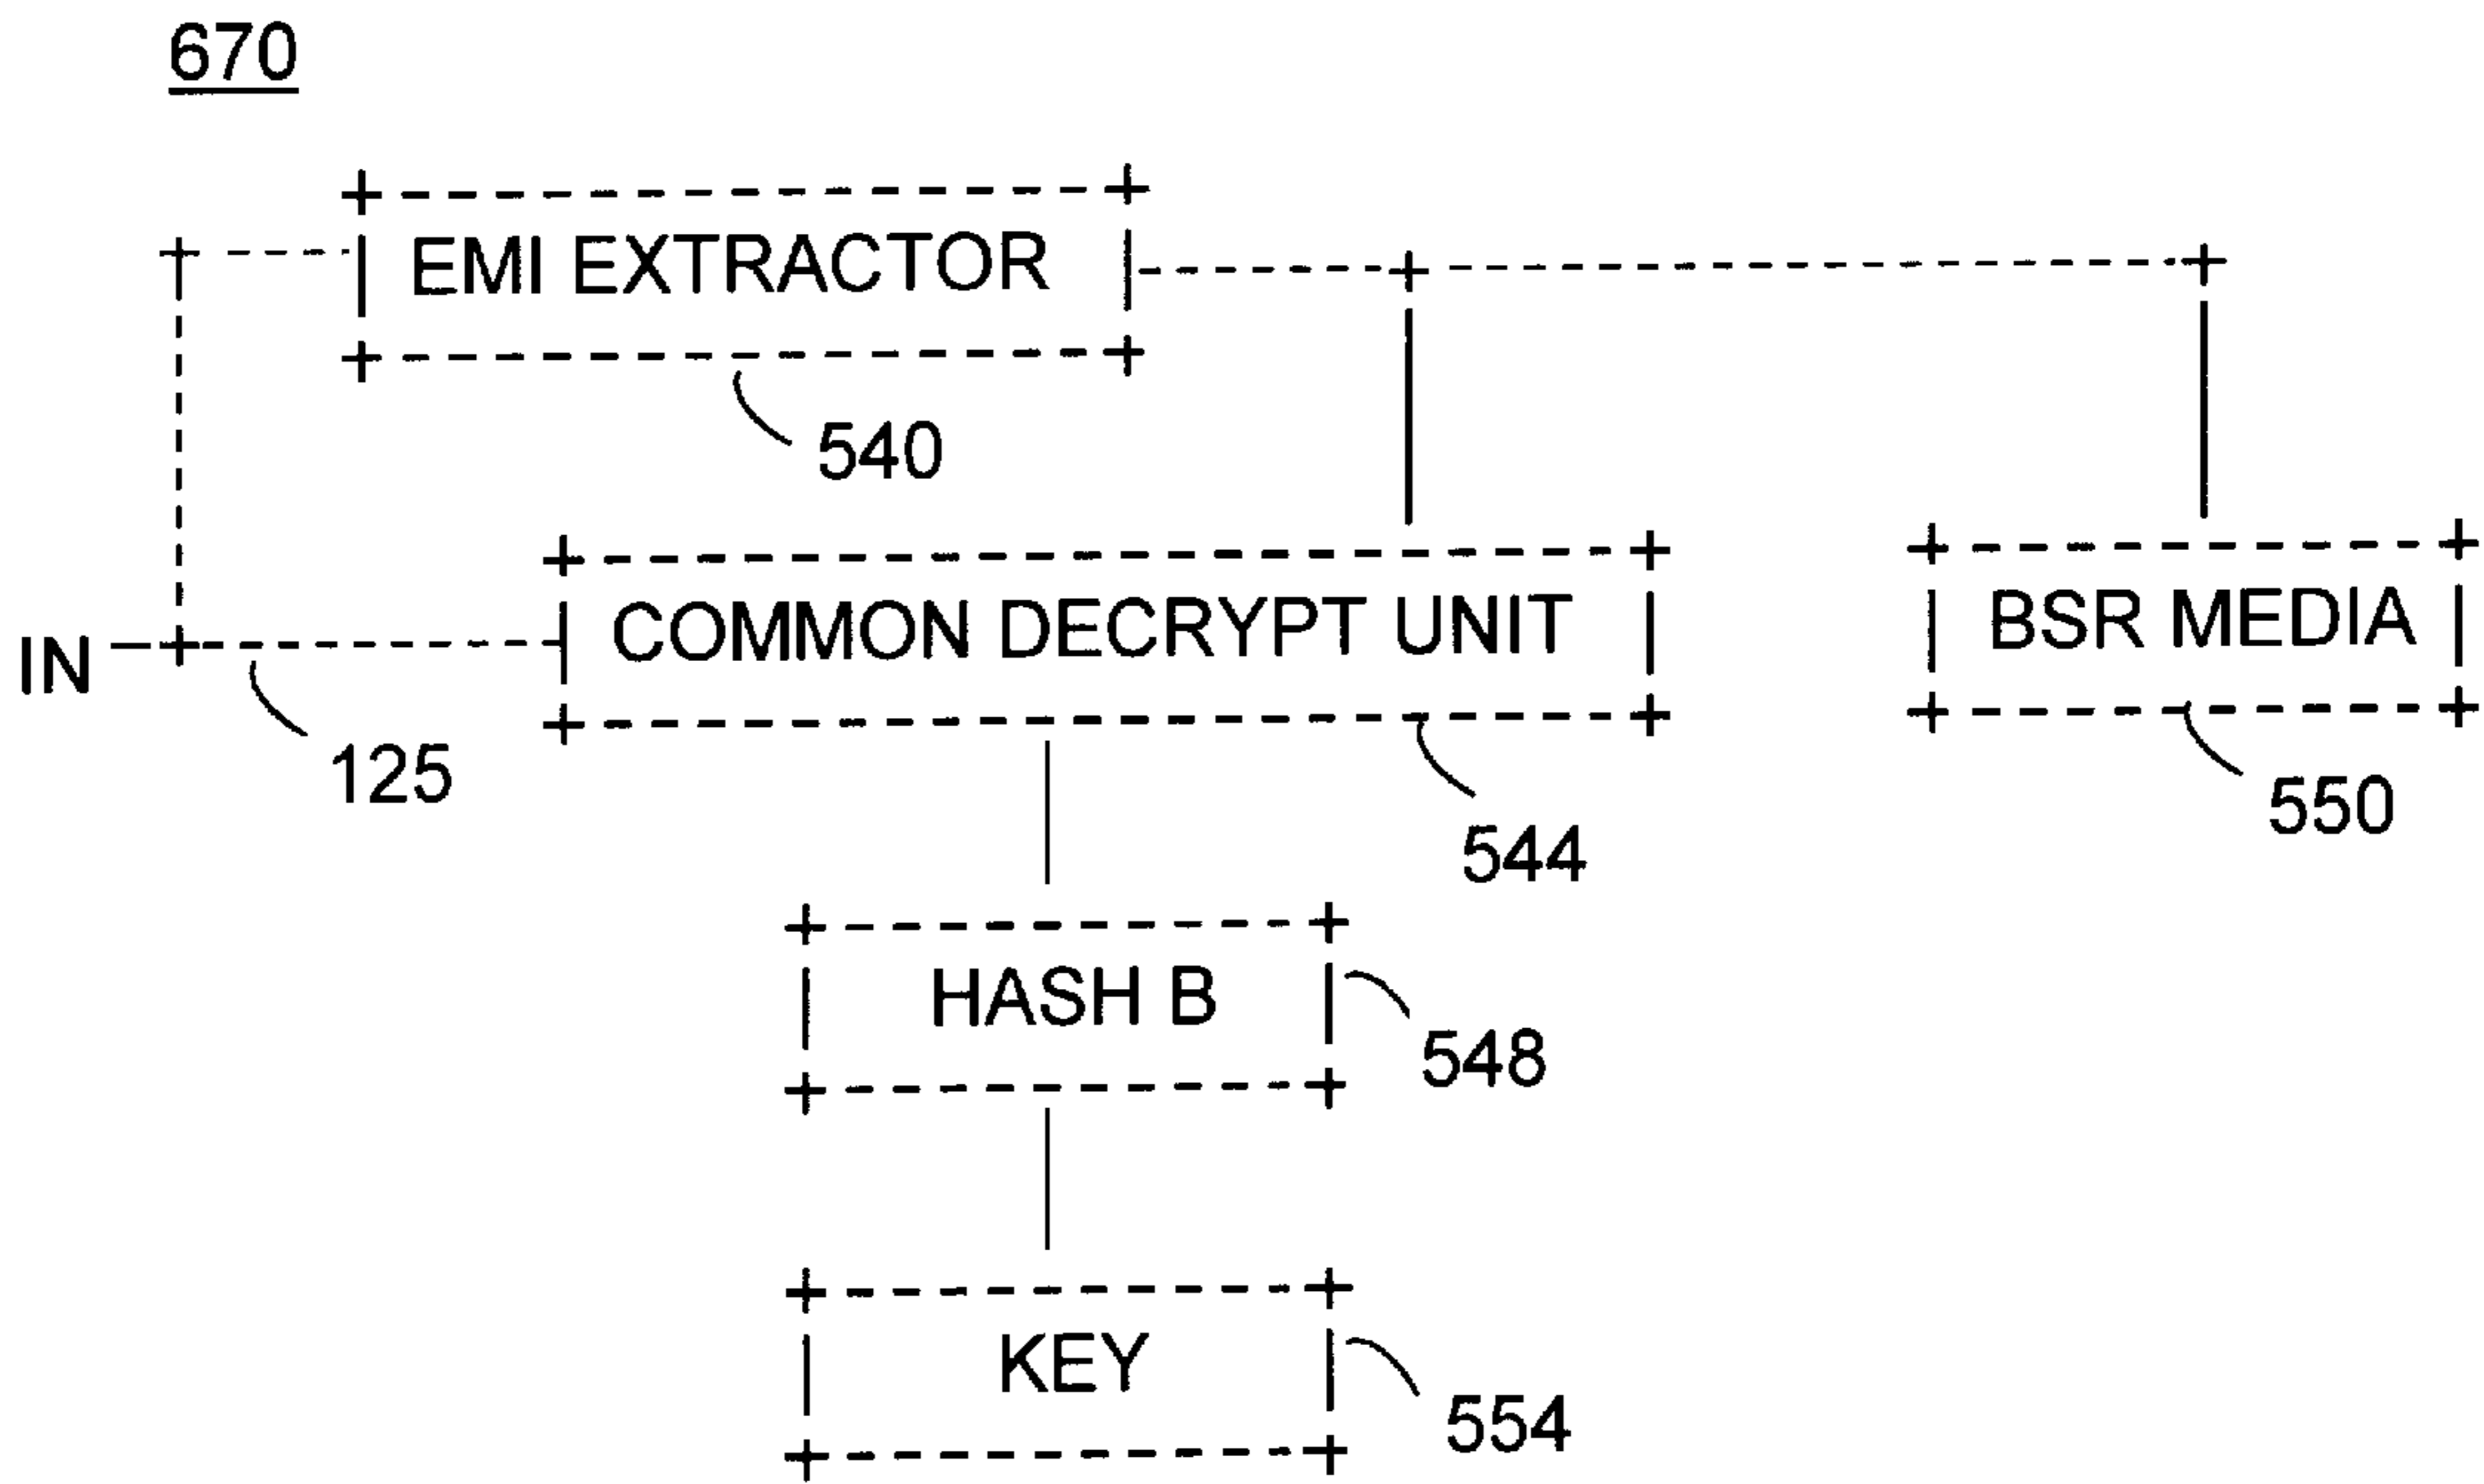 670
EMI EXTRACTOR
540
IN
COMMON DECRYPT UNIT
BSR MEDIA
125
544
550
HASH B
548
KEY
554